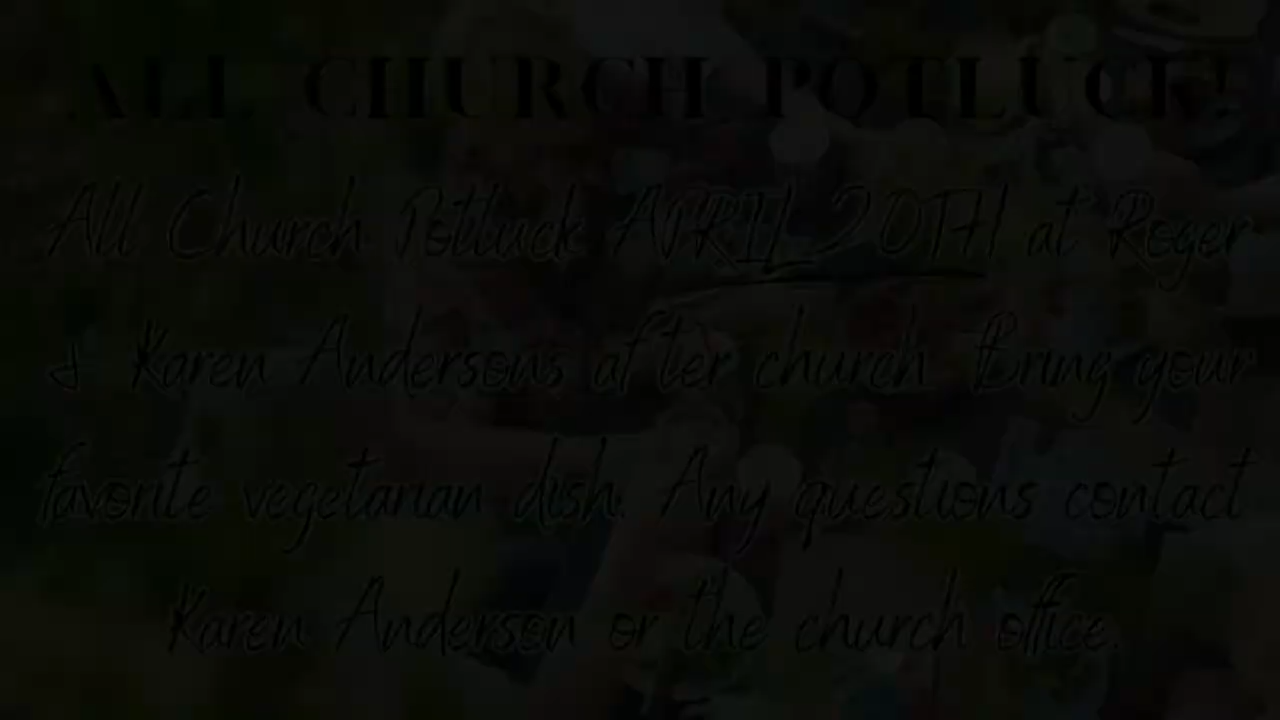 ALL CHURCH POTLUCK!
All Church Potluck APRIL 20TH at Roger
& Karen Andersons after church. Bring your
favorite vegetarian dish. Any questions contact
Karen Anderson or the church office.